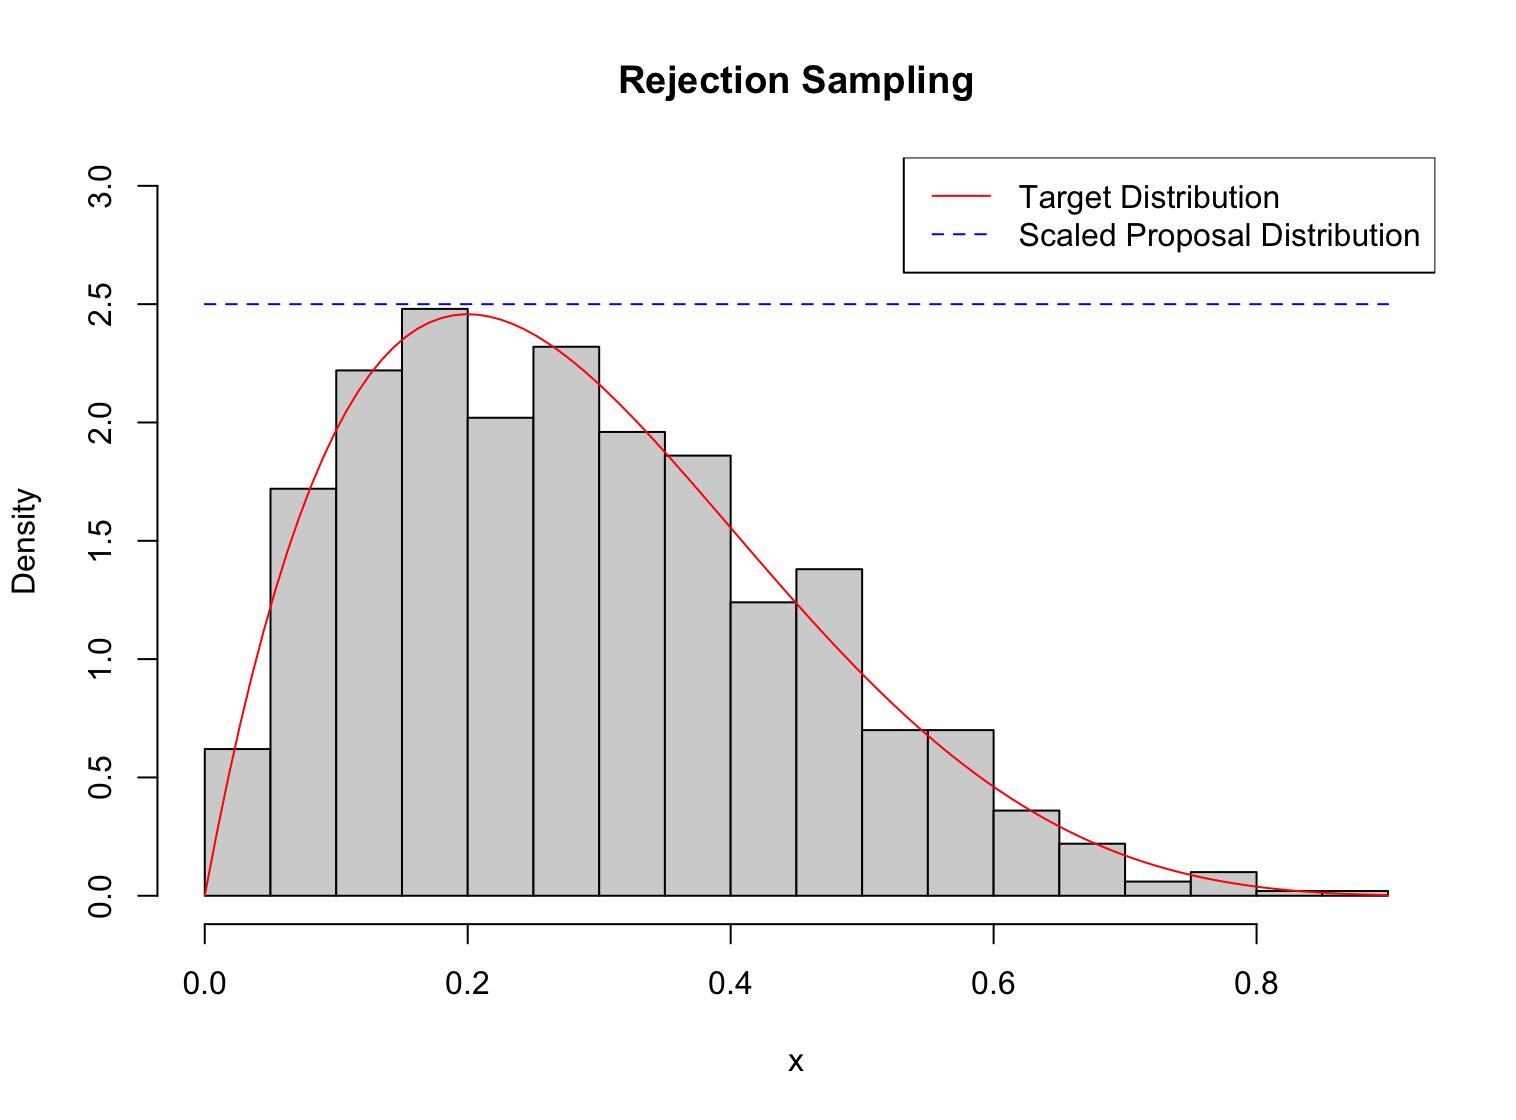 Rejection Sampling
Target Distribution
Scaled Proposal Distribution
Density
3.0
2.5
2.0
1.5
1.0
0.5
0.0
0.0 0.2 0.4 0.6 0.8
x